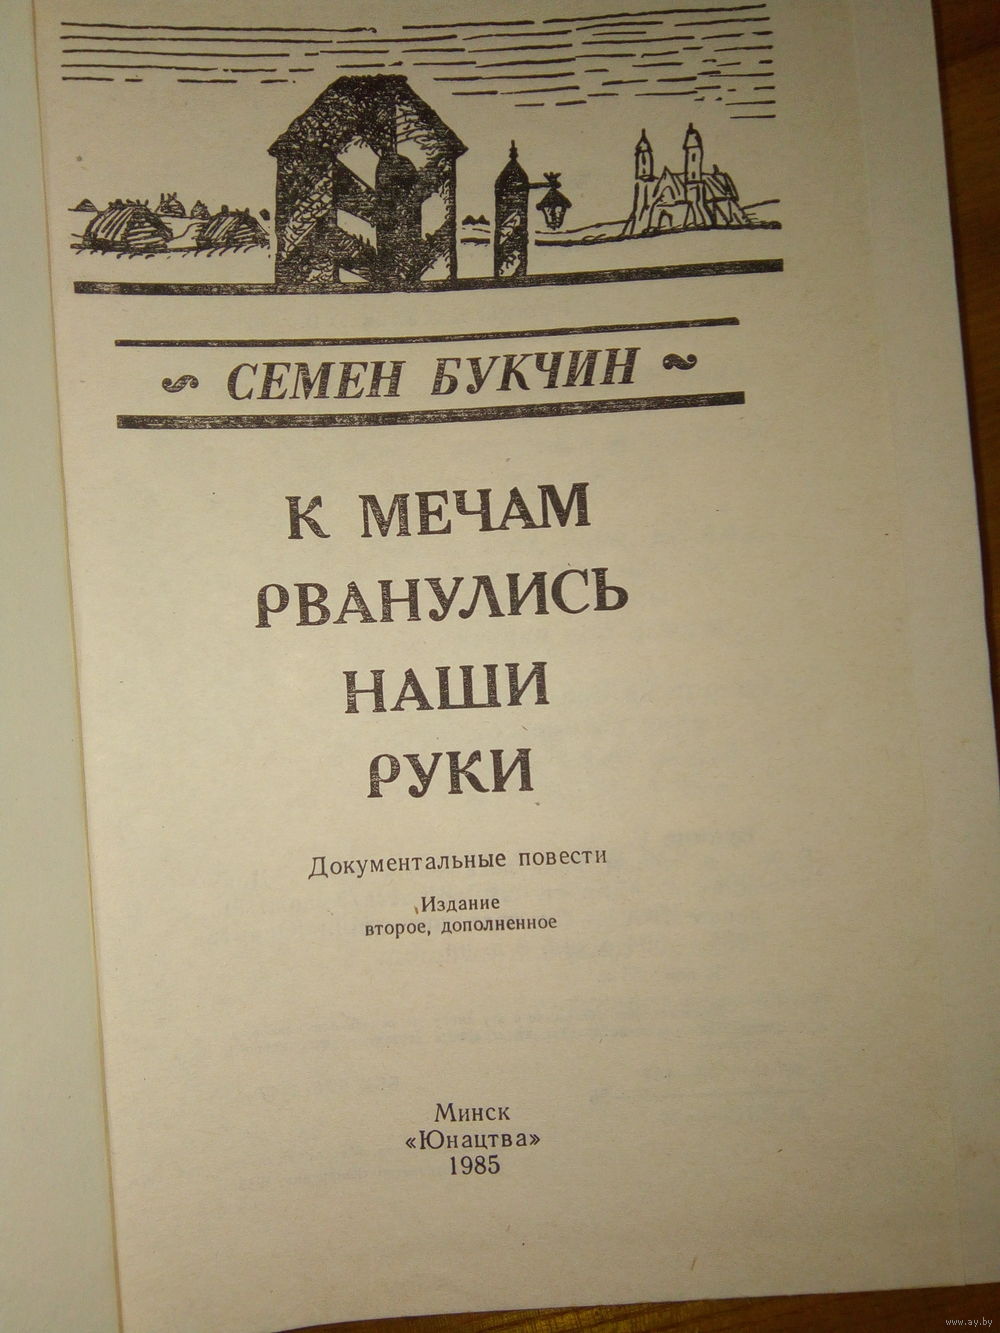 СЕМЕН БУКЧИН
К МЕЧАМ
РВАНУЛИСЬ
НАШИ
РУКИ
Документальные повести
Издание
второе, дополненное
Минск
«Юнацтва»
1985
www.ay.by